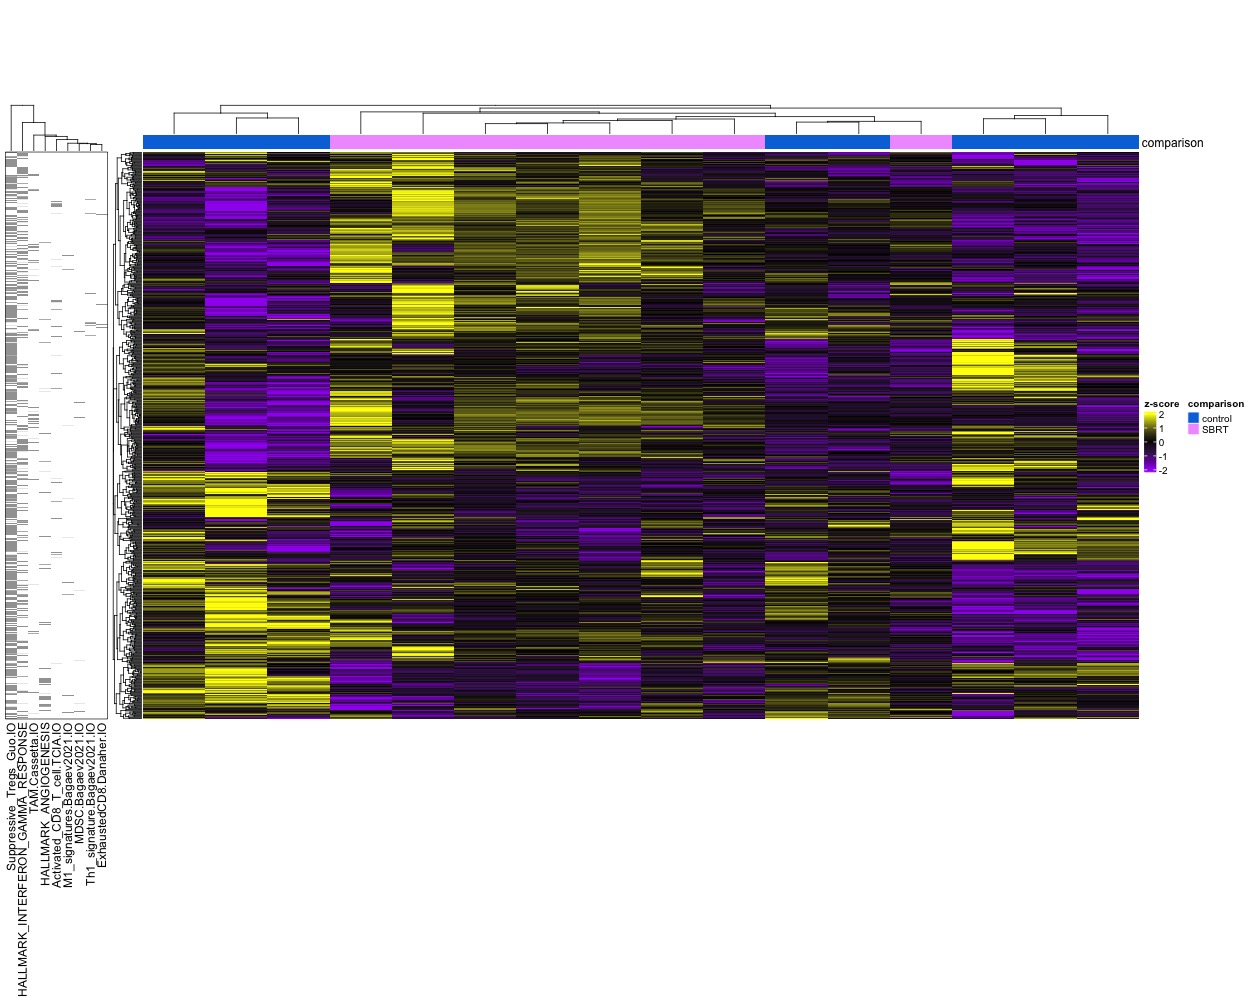 comparison
z-score comparison
2
1
0
-1
-2
control
SBRT
Suppressive_Tregs_Guo.IO
HALLMARK_INTERFERON_GAMMA_RESPONSE
TAM.Cassetta.IO
HALLMARK_ANGIOGENESIS
Activated_CD8_T_cell.TCIA.IO
M1_signatures.Bagaev2021.IO
MDSC.Bagaev2021.IO
Th1_signature.Bagaev2021.IO
ExhaustedCD8.Danaher.IO